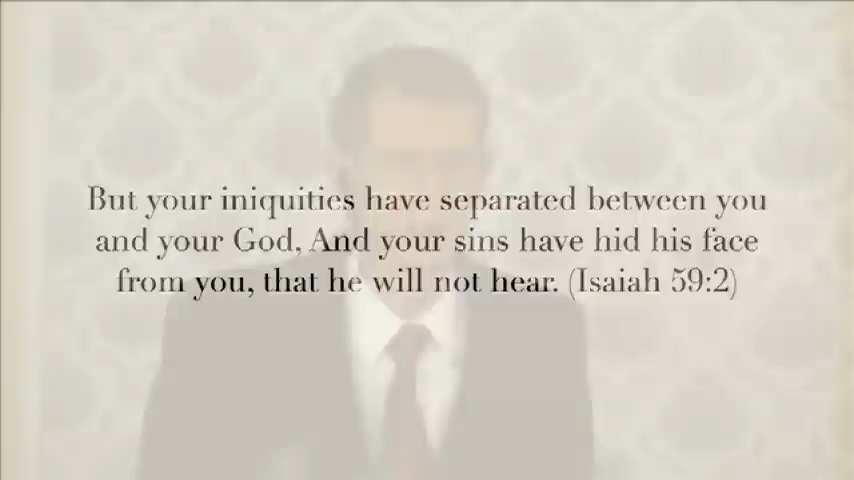 But your iniquities have separated between you
and your God, And your sins have hid his face
from you, that he will not hear. (Isaiah 59:2)